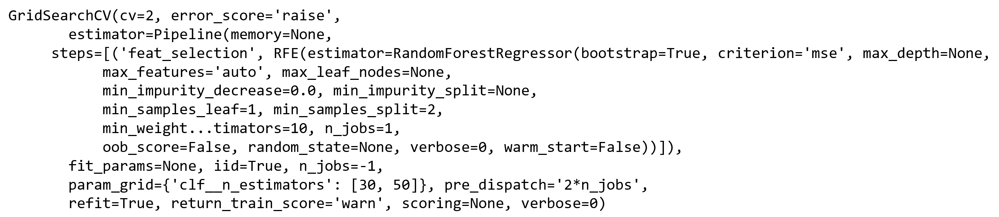 GridSearchCV(cv=2, error_score='raise',
       estimator=Pipeline(memory=None,
     steps=[('feat_selection', RFE(estimator=RandomForestRegressor(bootstrap=True, criterion='mse', max_depth=None,
           max_features='auto', max_leaf_nodes=None,
           min_impurity_decrease=0.0, min_impurity_split=None,
           min_samples_leaf=1, min_samples_split=2,
           min_weight...timators=10, n_jobs=1,
           oob_score=False, random_state=None, verbose=0, warm_start=False))]),
       fit_params=None, iid=True, n_jobs=-1,
       param_grid={'clf__n_estimators': [30, 50]}, pre_dispatch='2*n_jobs',
       refit=True, return_train_score='warn', scoring=None, verbose=0)